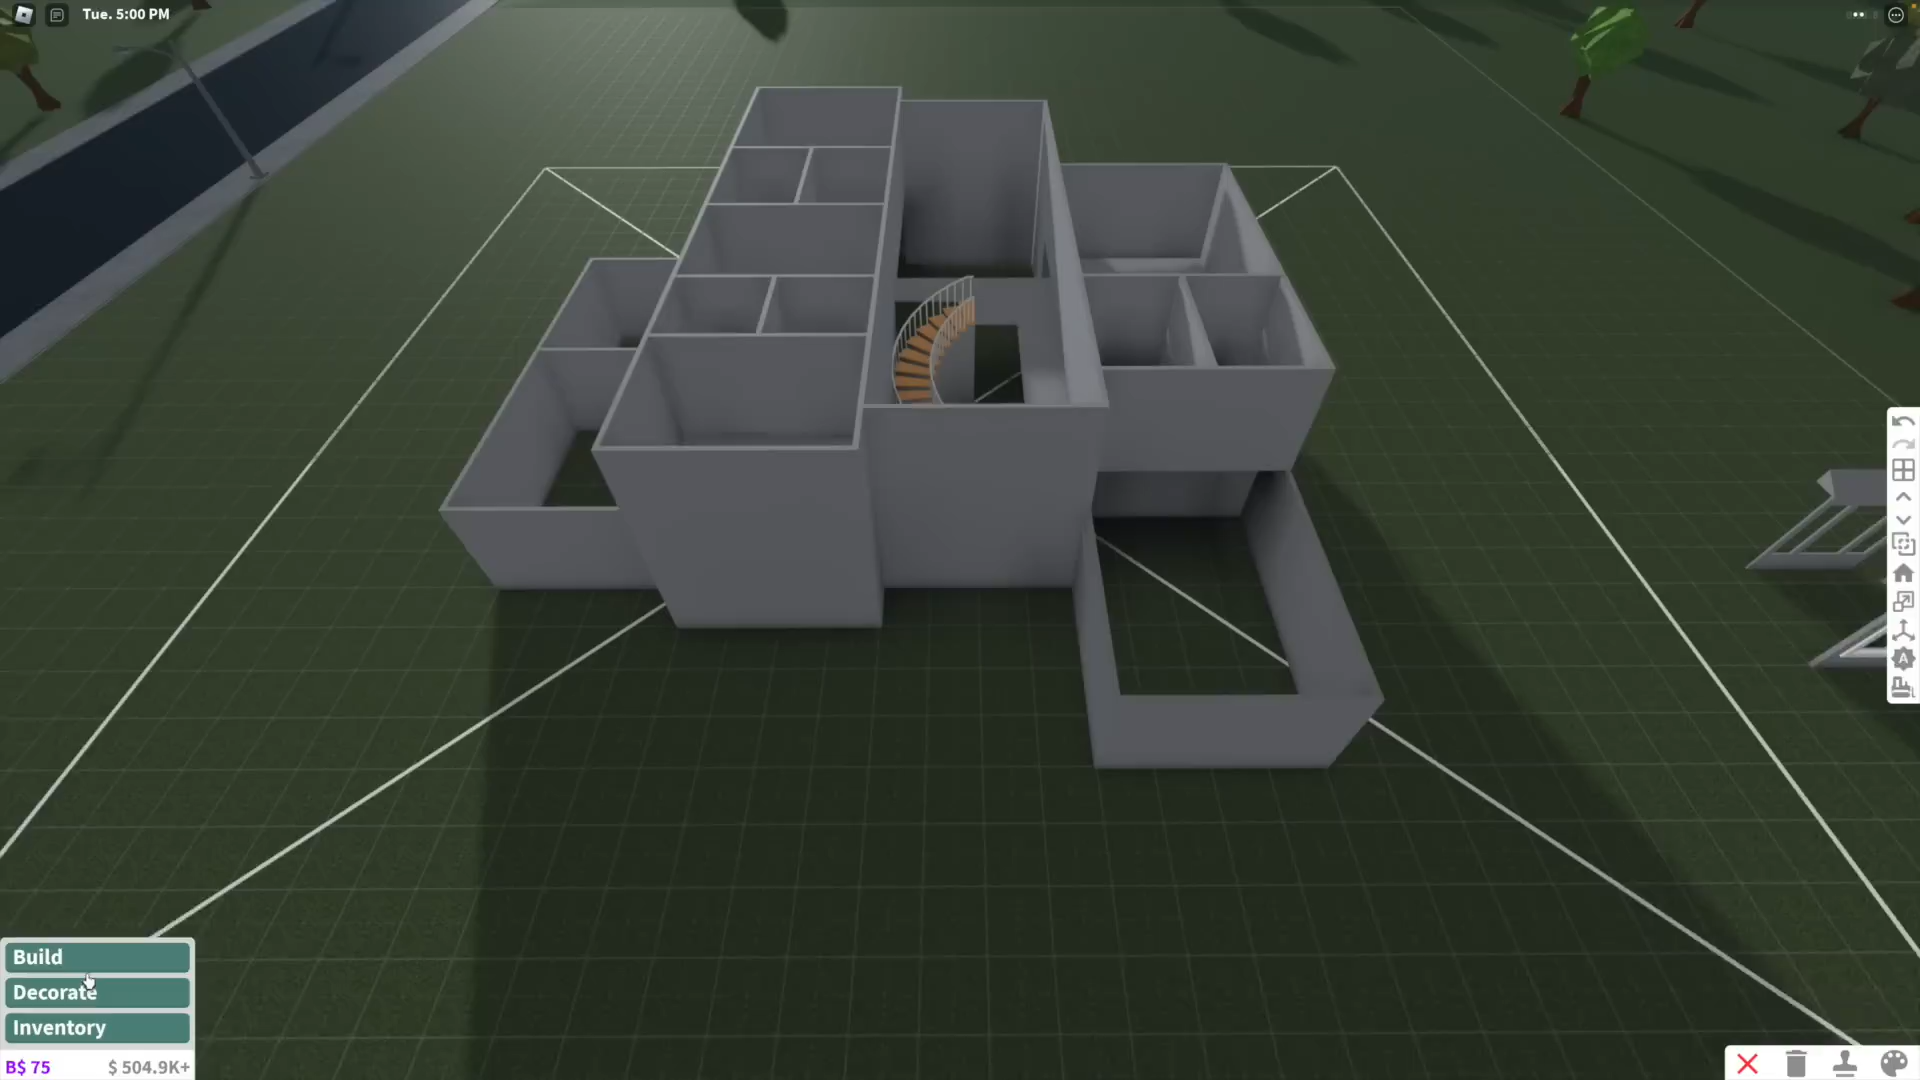 Tue. 5:00 PM
Build
Decorate
Inventory
B$ 75
$ 504.9K+
A